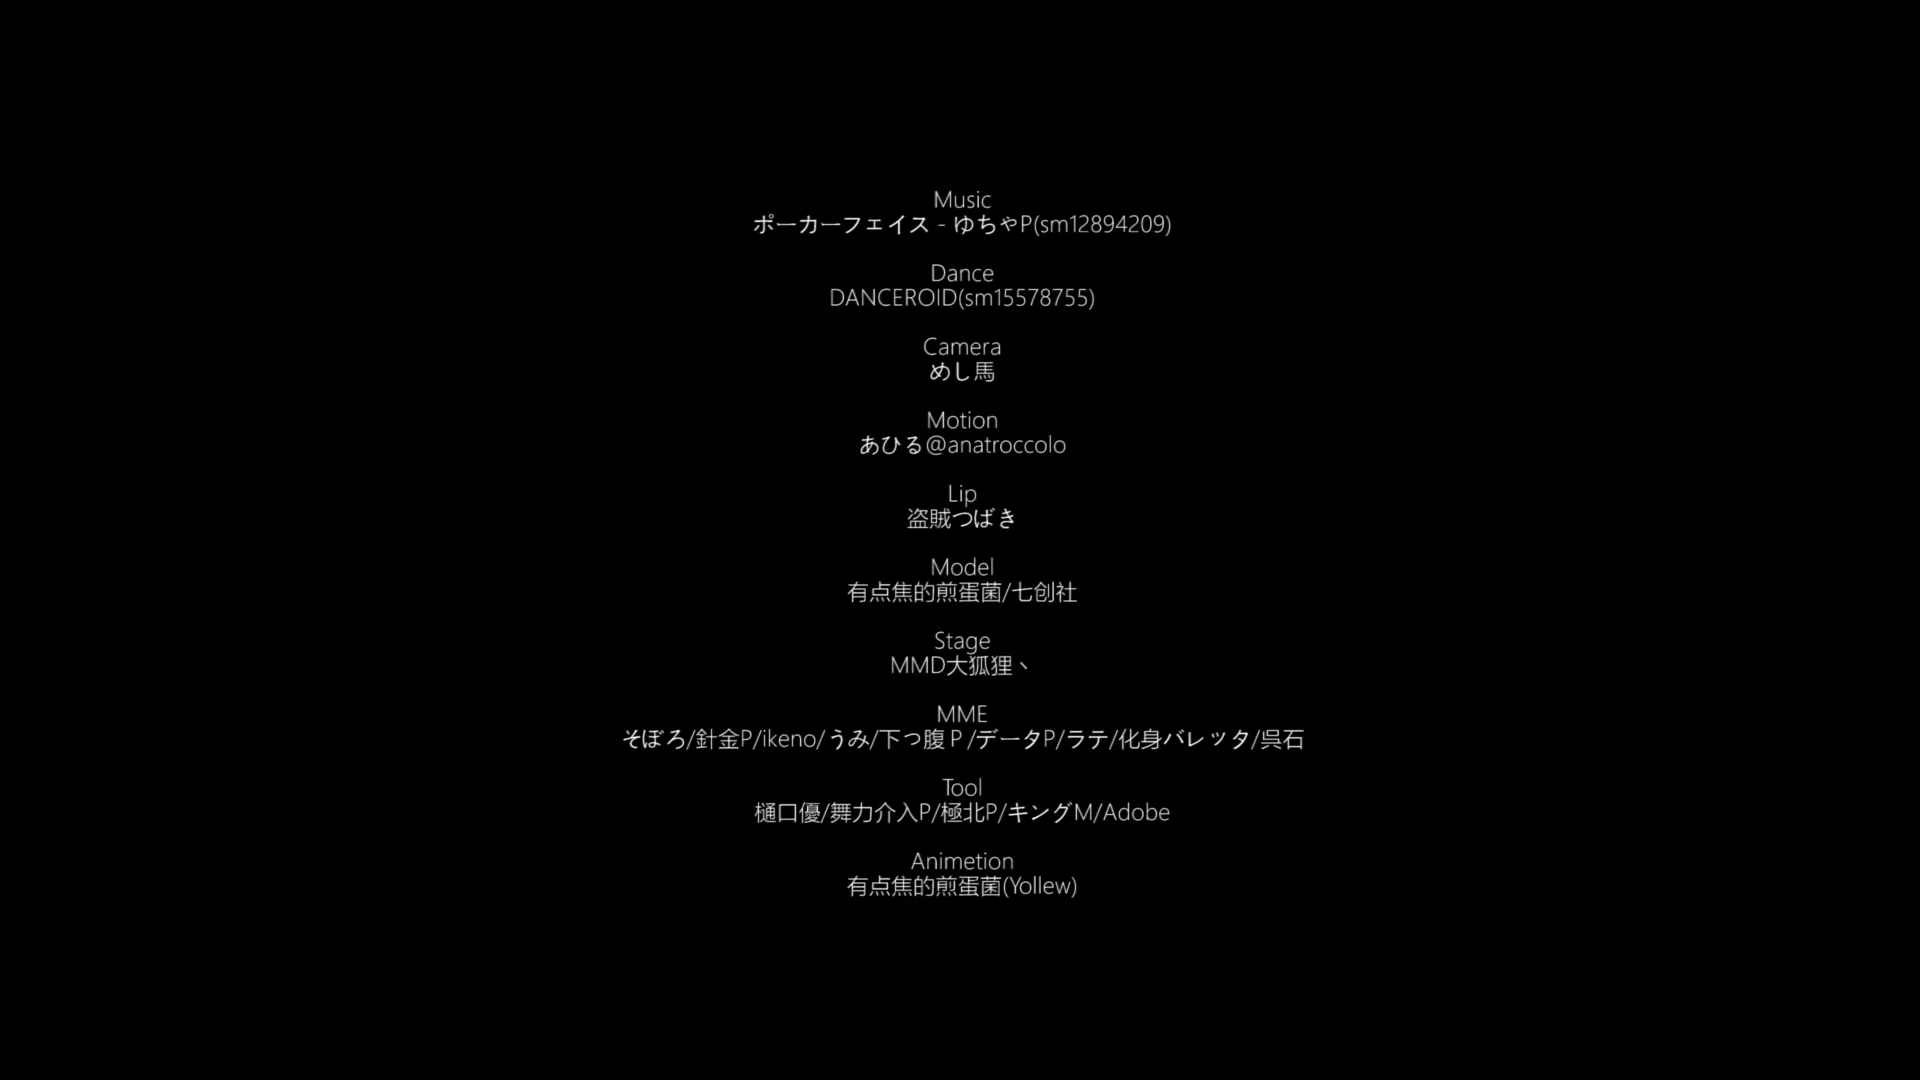 Music
ポーカーフェイス - ゆちゃP(sm12894209)
Dance
DANCEROID(sm15578755)
Camera
めし馬
Motion
あひる@anatroccolo
Lip
盗賊つばき
Model
有点焦的煎蛋菌/七创社
Stage
MMD大狐狸丶
MME
そぼろ/針金P/ikeno/うみ/下っ腹Ｐ/データP/ラテ/化身バレッタ/呉石
Tool
樋口優/舞力介入P/極北P/キングM/Adobe
Animetion
有点焦的煎蛋菌(Yollew)